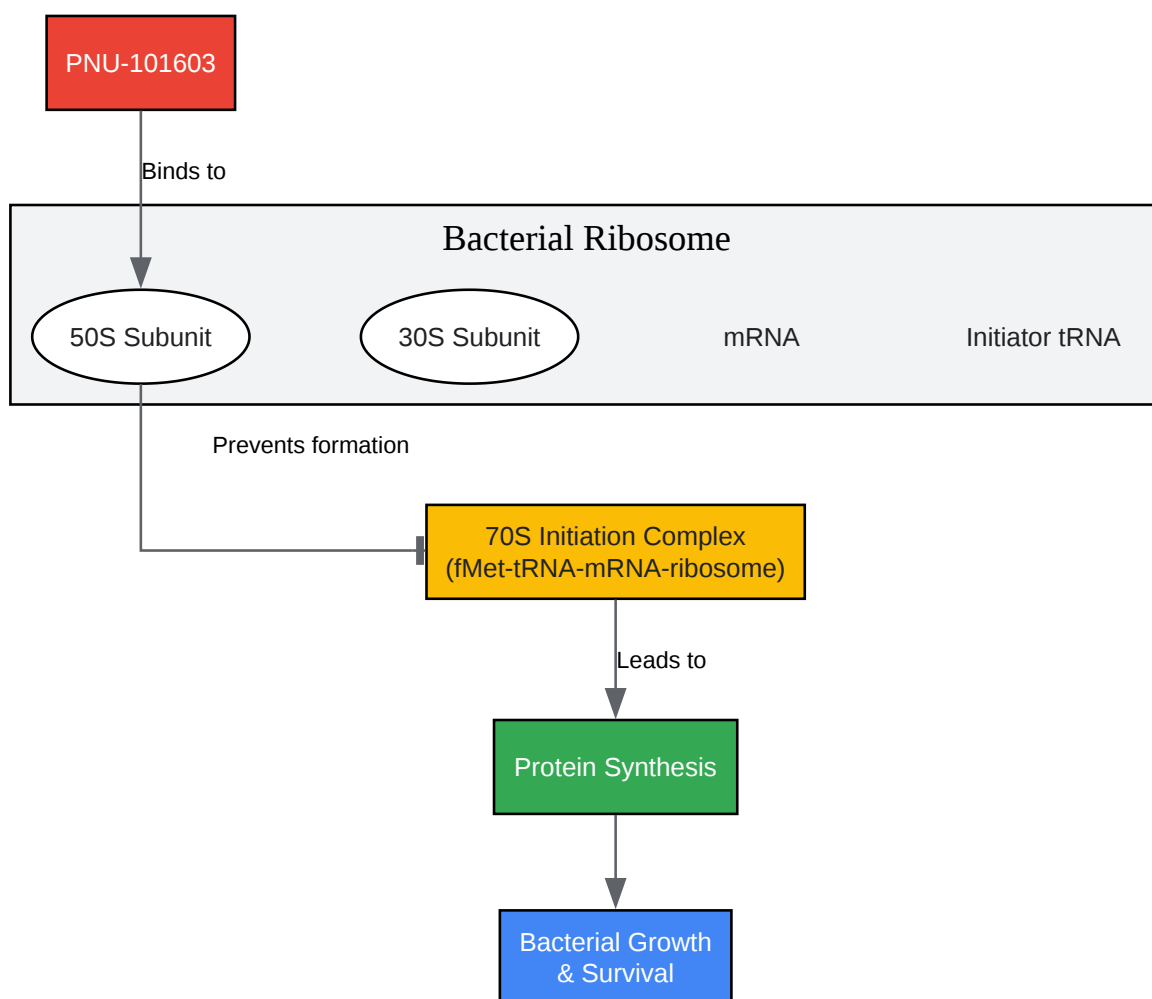 PNU-101603
Binds to
Bacterial Ribosome
50S Subunit
30S Subunit
mRNA
Initiator tRNA
Prevents formation
70S Initiation Complex
(fMet-tRNA-mRNA-ribosome)
Leads to
Protein Synthesis
Bacterial Growth
& Survival